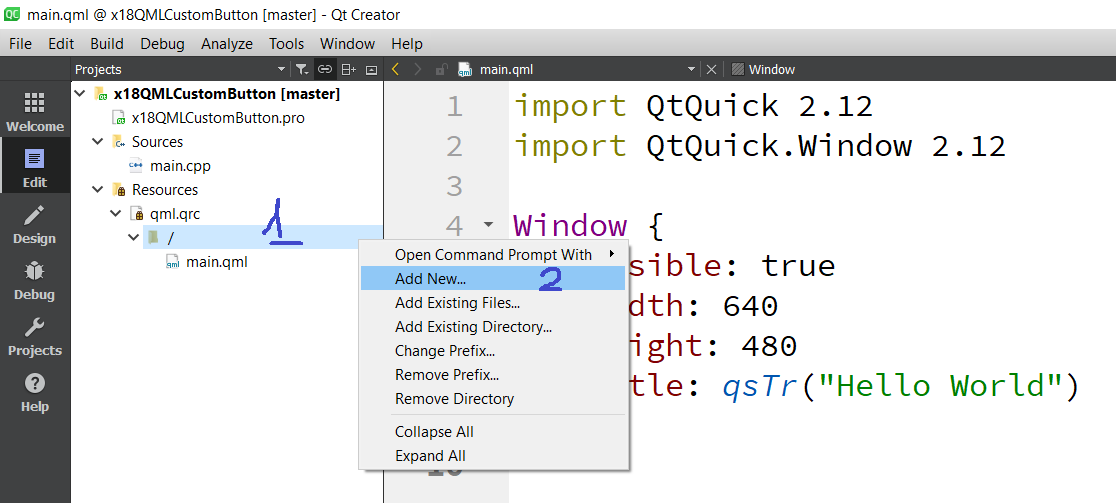 QC main.qml @ x18QMLCustomButton [master] - Qt Creator
File Edit Build Debug Analyze Tools Window Help
Projects main.qml Window
Welcome
Edit
Design
Debug
Projects
Help
x18QMLCustomButton [master]
x18QMLCustomButton.pro
Sources
main.cpp
Resources
qml.qrc
/ 1
main.qml
Open Command Prompt With
Add New... 2
Add Existing Files...
Add Existing Directory...
Change Prefix...
Remove Prefix...
Remove Directory
Collapse All
Expand All
1 import QtQuick 2.12
2 import QtQuick.Window 2.12
3
4 Window {
sible: true
dth: 640
ight: 480
tle: qsTr("Hello World")
10